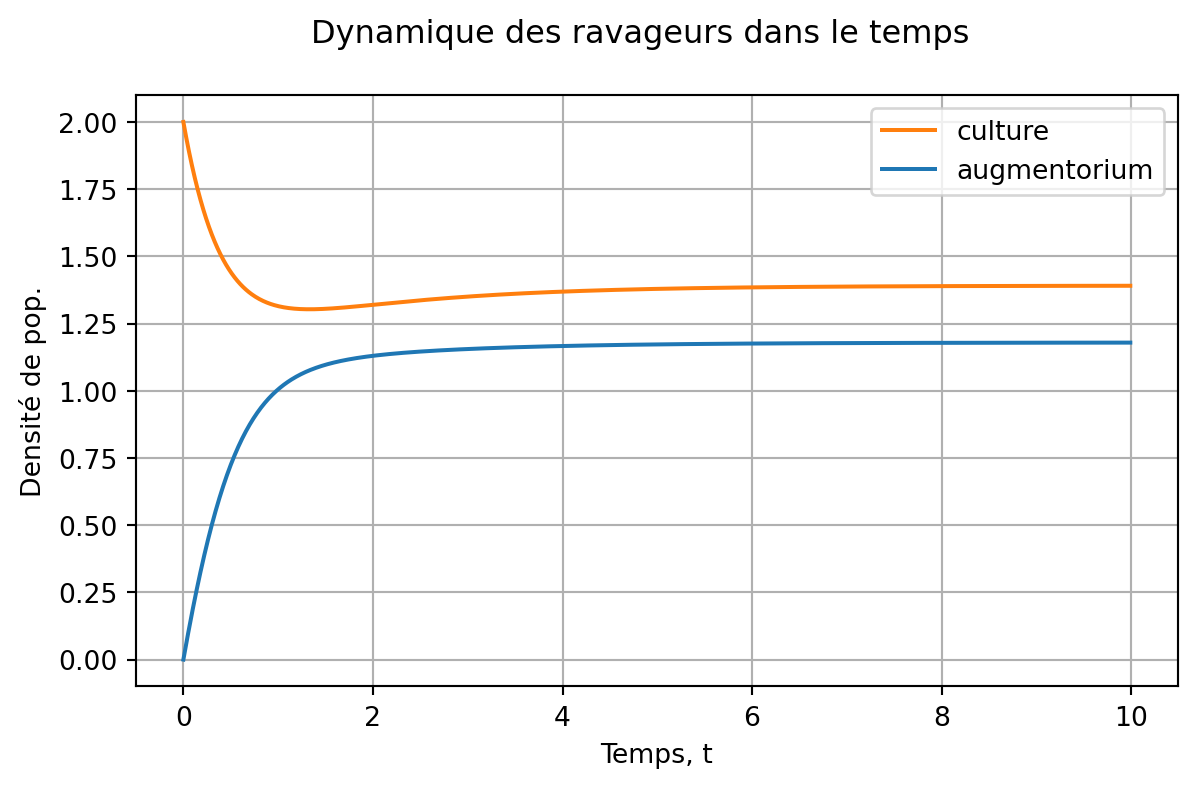 Dynamique des ravageurs dans le temps
culture
augmentorium
2.00
1.75
1.50
1.25
1.00
0.75
0.50
0.25
0.00
Densité de pop.
0 2 4 6 8 10
Temps, t